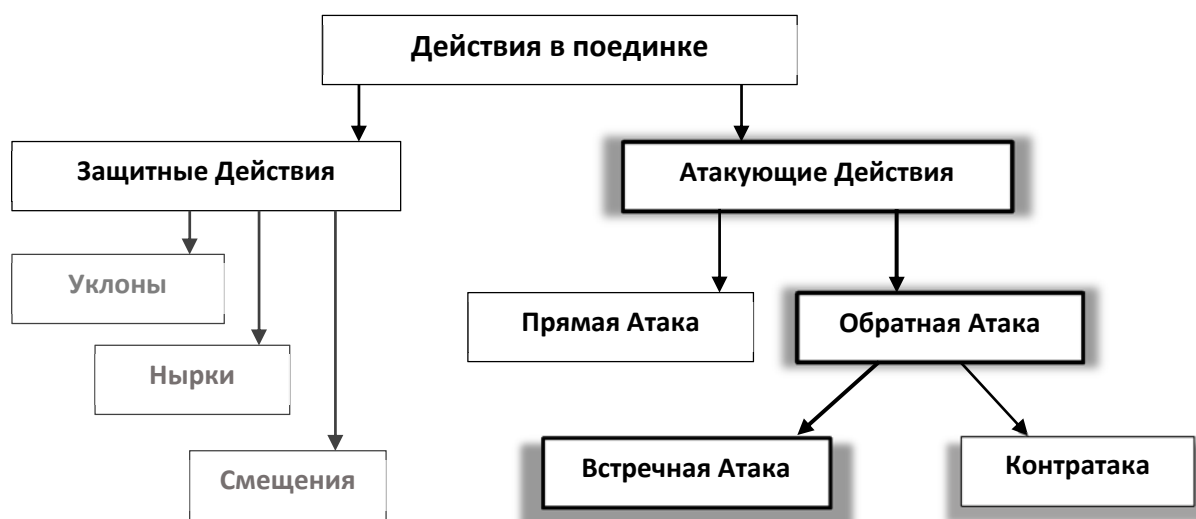 Действия в поединке
Защитные Действия
Атакующие Действия
Уклоны
Прямая Атака
Обратная Атака
Нырки
Встречная Атака
Контратака
Смещения